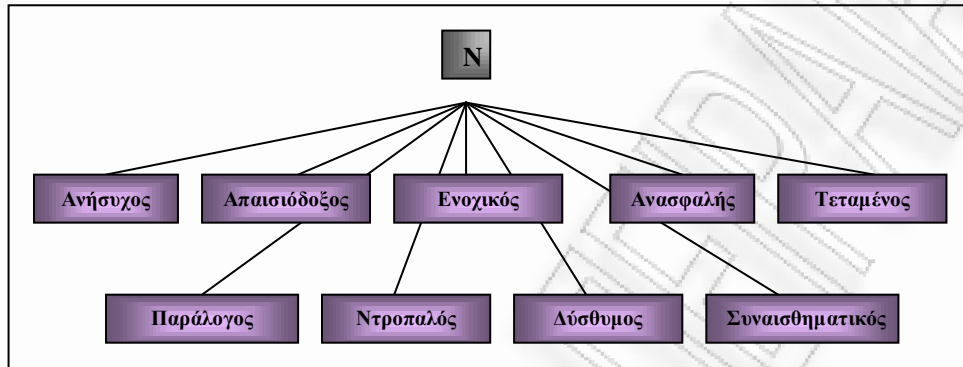 N
Ανήσυχος Απαισιόδοξος Ενοχικός Ανασφαλής Τεταμένος
Παράλογος Ντροπαλός Δύσθυμος Συναισθηματικός